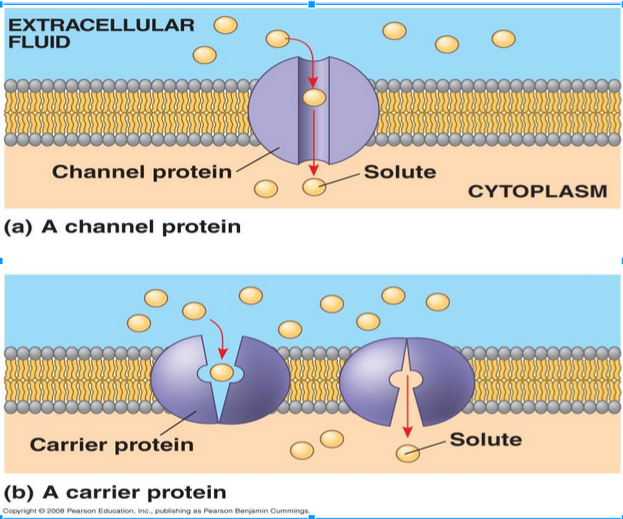 EXTRACELLULAR
FLUID
Channel protein
Solute
CYTOPLASM
(a) A channel protein
Carrier protein
Solute
(b) A carrier protein
Copyright © 2008 Pearson Education, Inc., publishing as Pearson Benjamin Cummings.